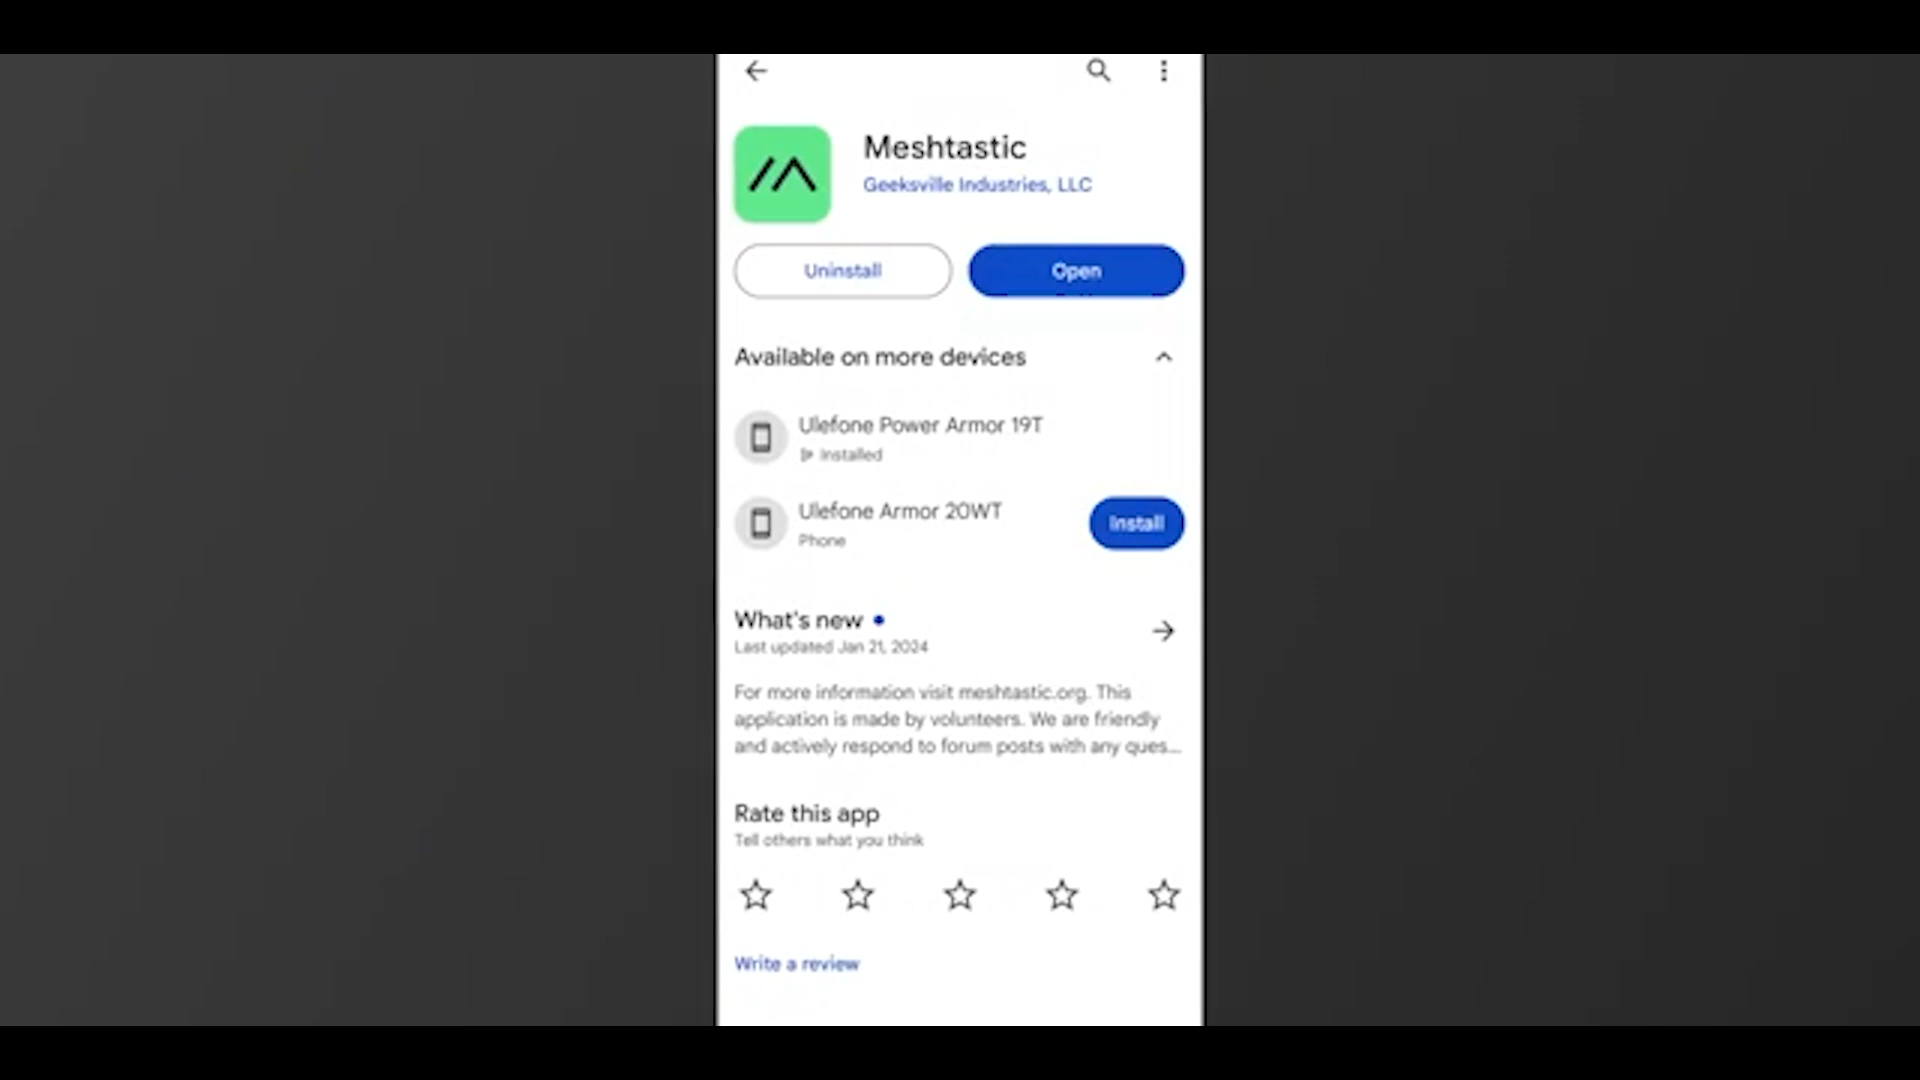 Meshtastic
Geeksville Industries, LLC
Uninstall
Open
Available on more devices
Ulefone Power Armor 19T
Installed
Ulefone Armor 20WT
Phone
Install
What's new
Last updated Jan 21, 2024
For more information visit meshtastic.org. This
application is made by volunteers. We are friendly
and actively respond to forum posts with any ques...
Rate this app
Tell others what you think
Write a review